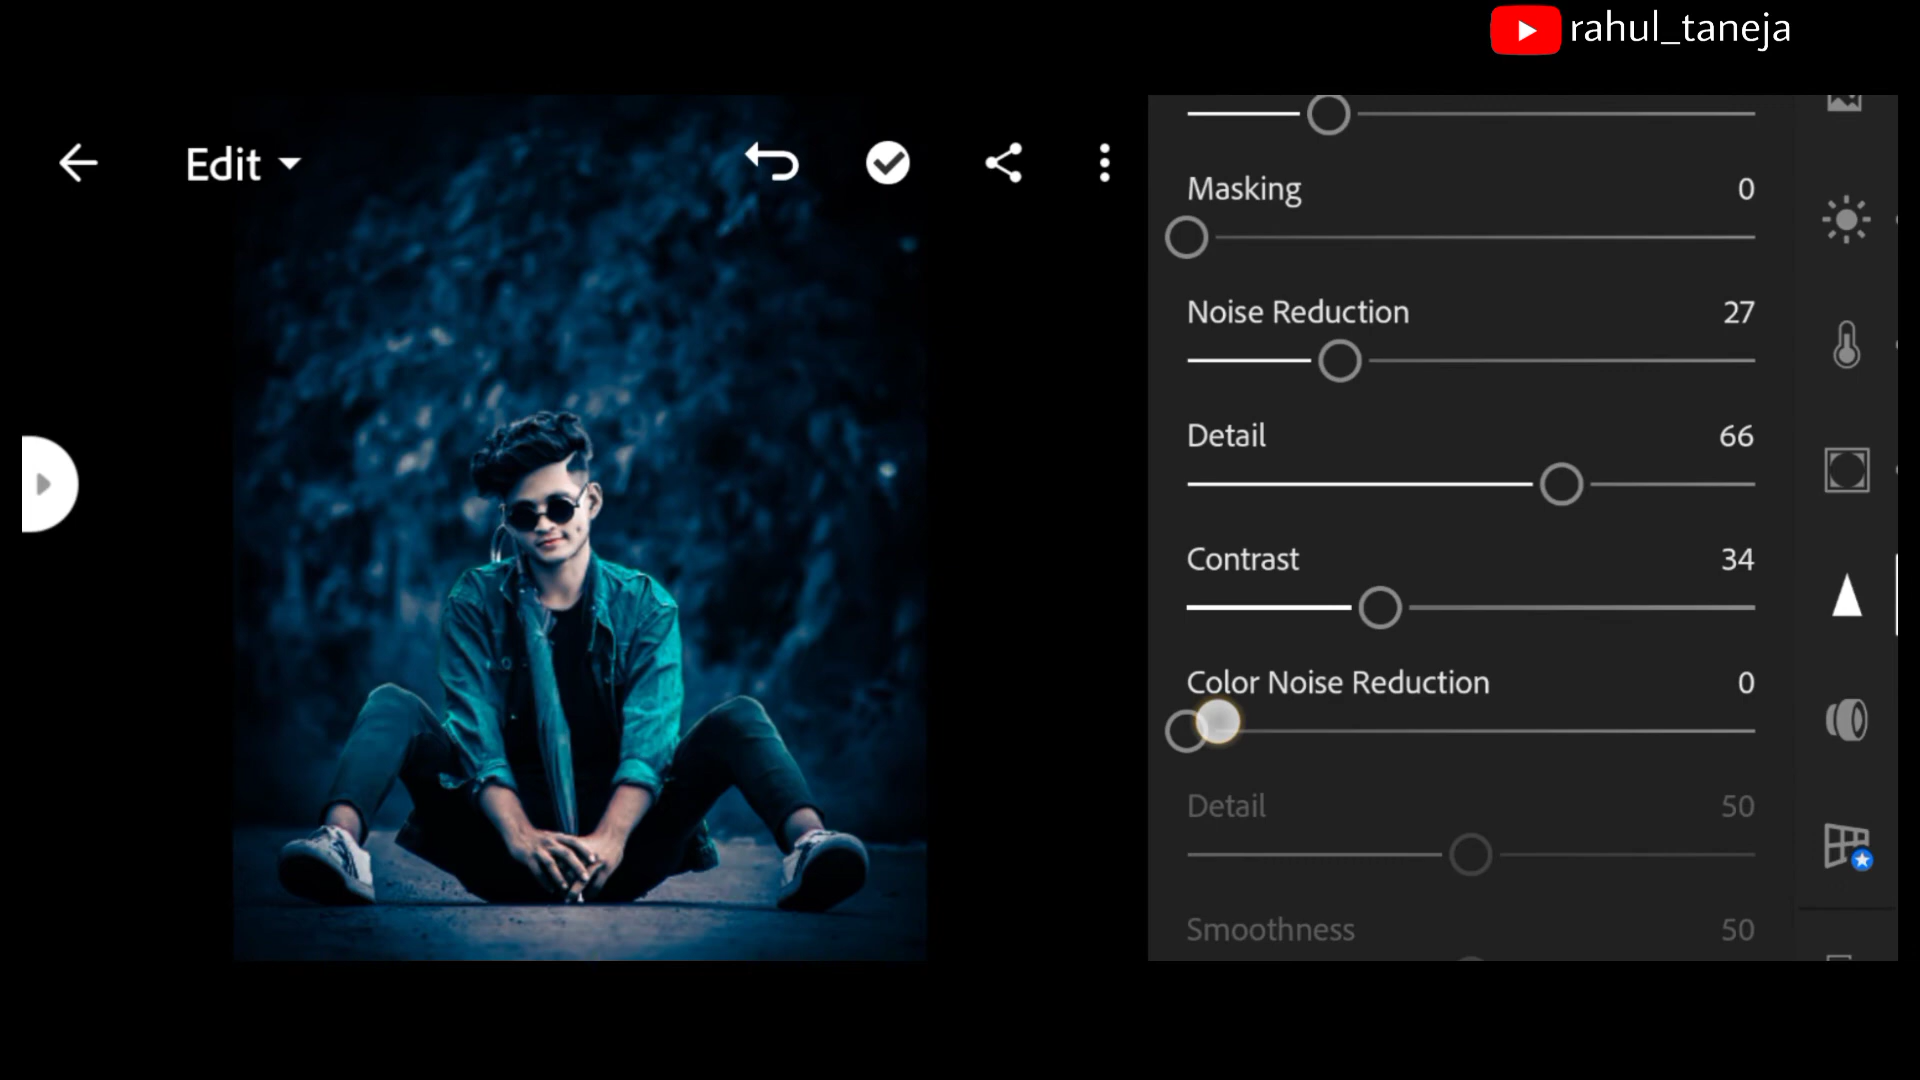 rahul_taneja
Edit
Masking 0
Noise Reduction 27
Detail 66
Contrast 34
Color Noise Reduction 0
Detail 50
Smoothness 50